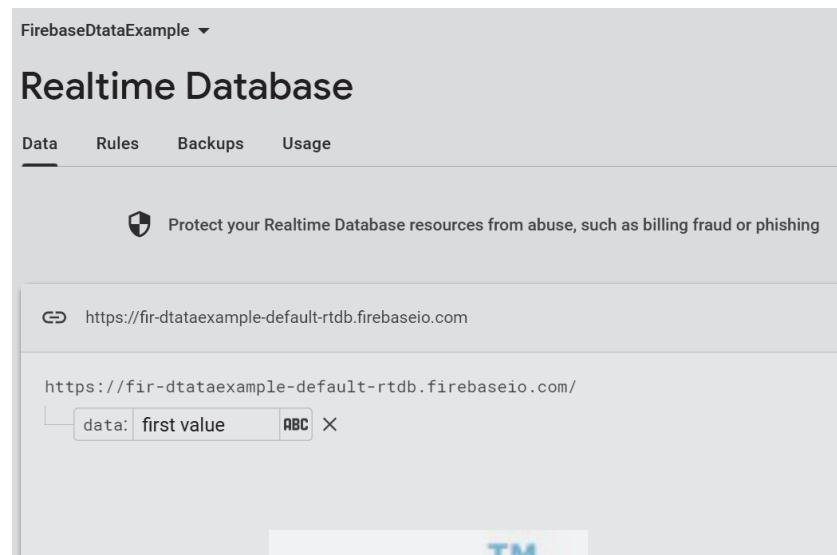 FirebaseDtataExample
Realtime Database
Data Rules Backups Usage
Protect your Realtime Database resources from abuse, such as billing fraud or phishing
https://fir-dtataexample-default-rtdb.firebaseio.com
https://fir-dtataexample-default-rtdb.firebaseio.com/
data: first value ABC
TM